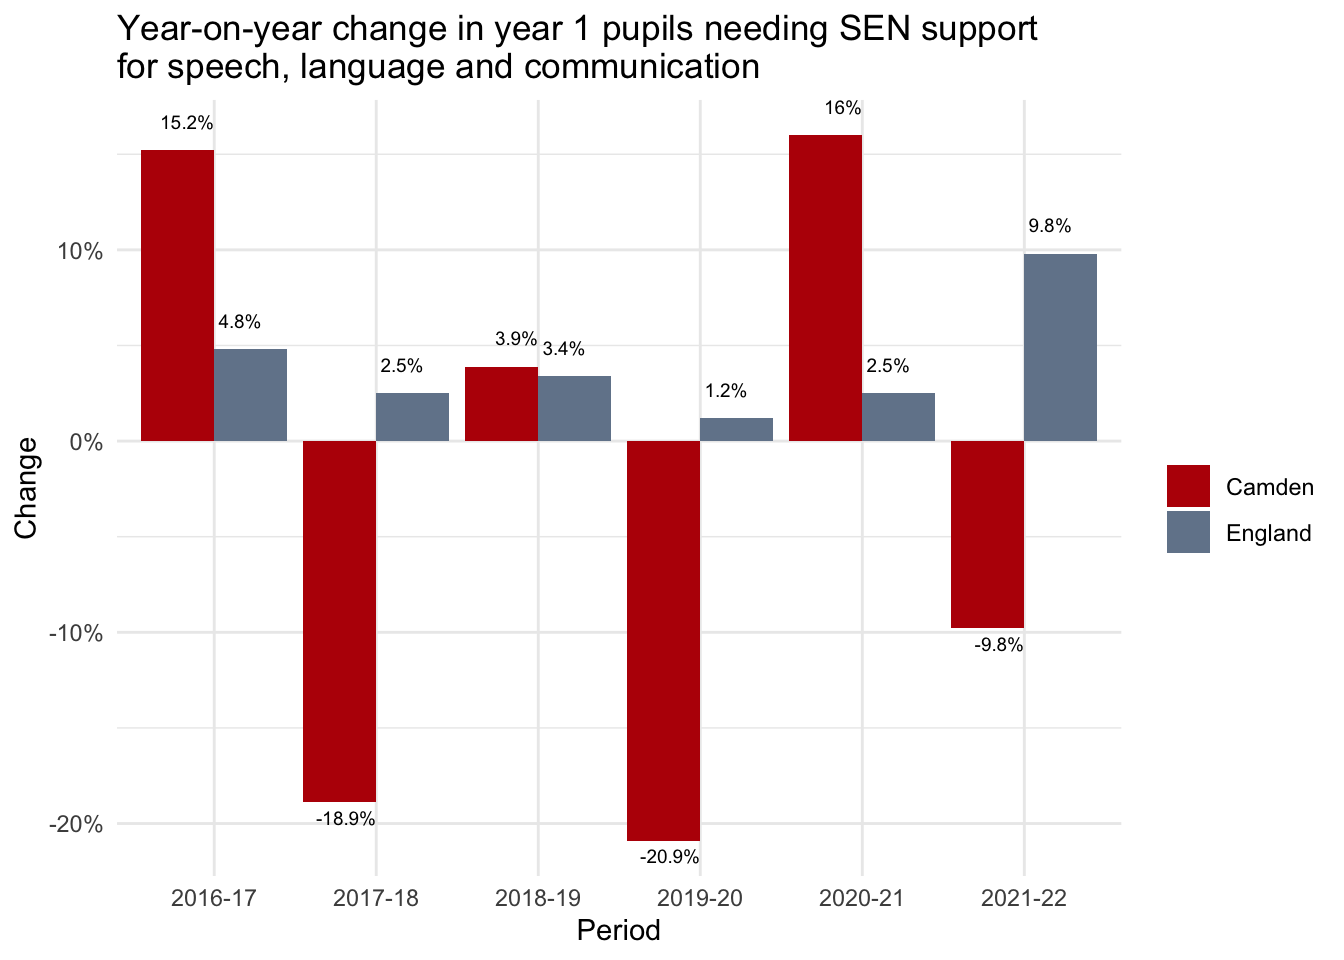 Year-on-year change in year 1 pupils needing SEN support
for speech, language and communication
15.2%
16%
10%
9.8%
4.8%
2.5%
3.9%
3.4%
1.2%
2.5%
0%
Change
Camden
England
-10%
-9.8%
-18.9%
-20%
-20.9%
2016-17 2017-18 2018-19 2019-20 2020-21 2021-22
Period